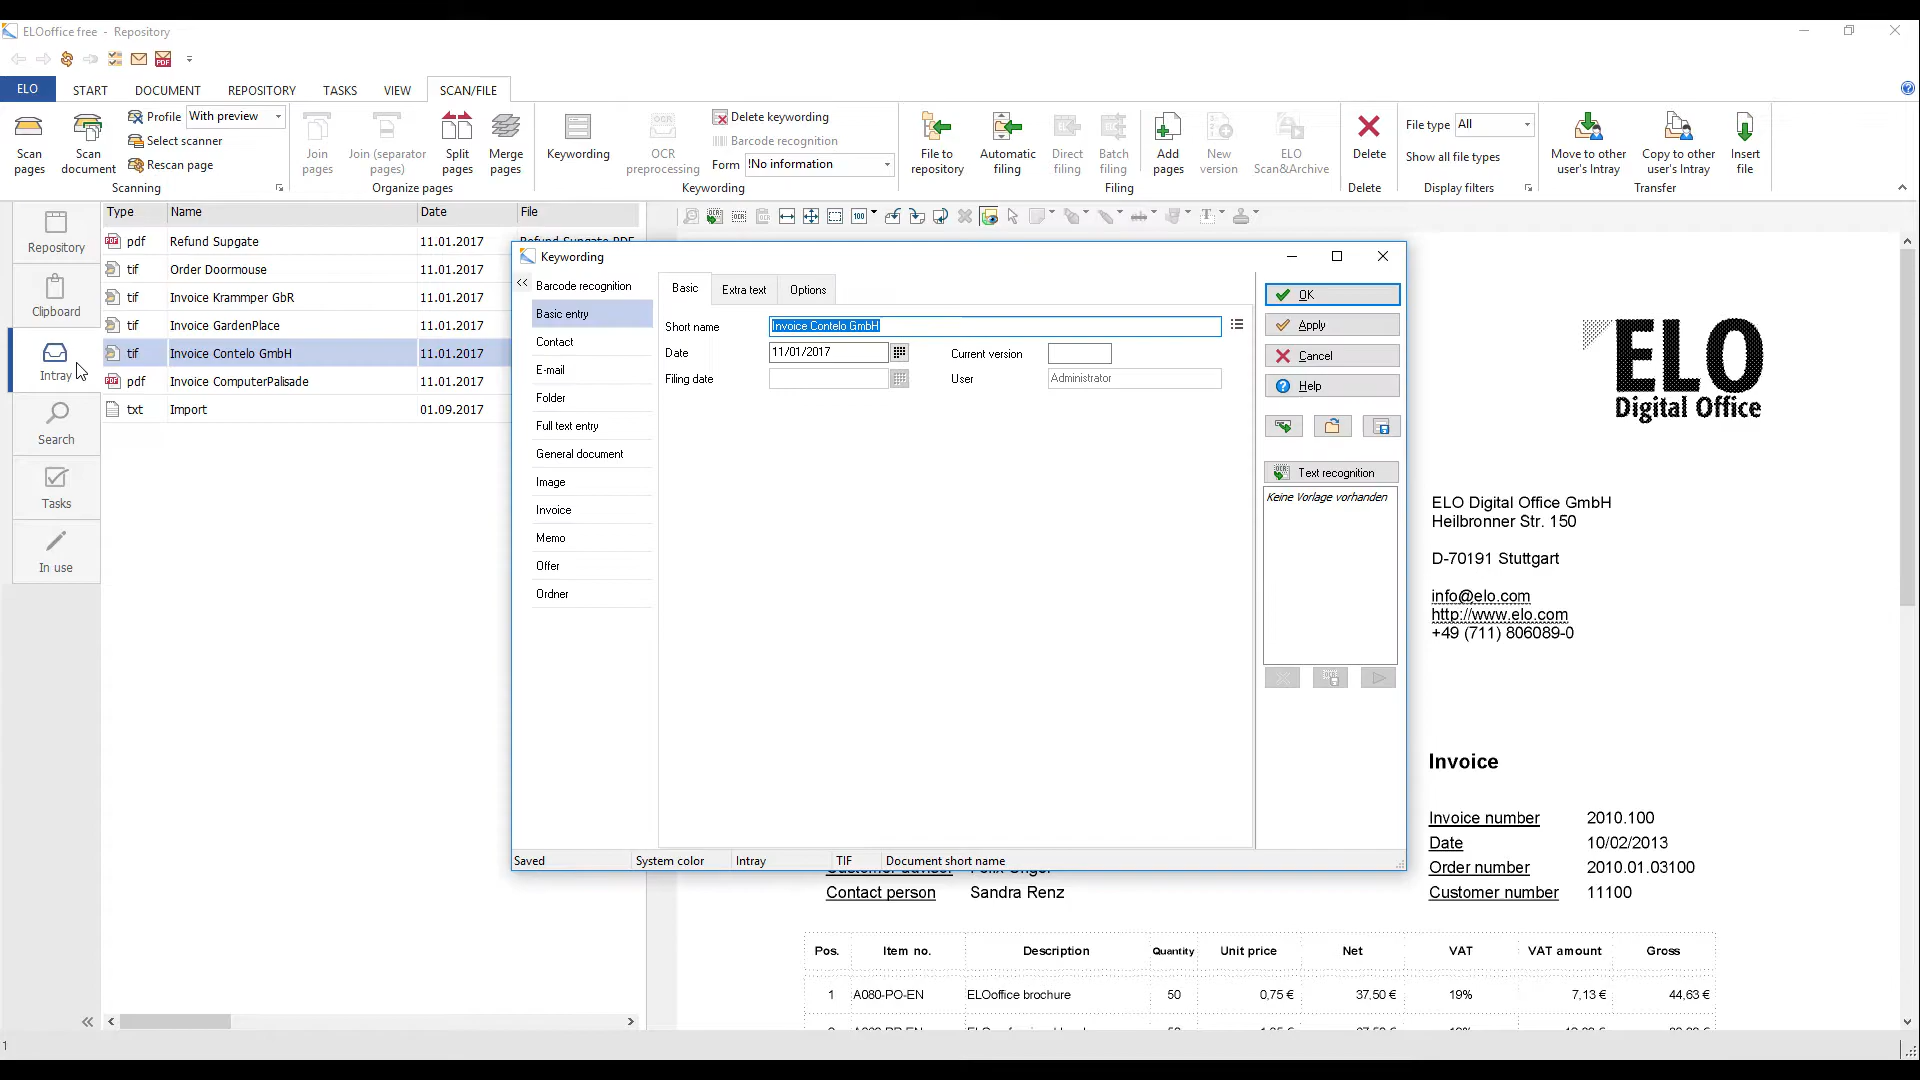 ELOoffice free - Repository
PDF
ELO START DOCUMENT REPOSITORY TASKS VIEW SCAN/FILE
Scan pages
Scan document
Profile With preview
Select scanner
Rescan page
Scanning
Join pages
Join (separator pages)
Split pages
Merge pages
Organize pages
Keywording
OCR preprocessing
Delete keywording
Barcode recognition
Form !No information
Keywording
File to repository
Automatic filing
Direct filing
Batch filing
Add pages
New version
ELO Scan&Archive
Filing
Delete
Delete
File type All
Show all file types
Display filters
Move to other user's Intray
Copy to other user's Intray
Insert file
Transfer
Repository
Clipboard
Intray
Search
Tasks
In use
Type Name Date File
pdf Refund Supgate 11.01.2017 Refund Supgate.PDF
tif Order Doormouse 11.01.2017
tif Invoice Krammper GbR 11.01.2017
tif Invoice GardenPlace 11.01.2017
tif Invoice Contelo GmbH 11.01.2017
pdf Invoice ComputerPalisade 11.01.2017
txt Import 01.09.2017
100
Keywording
<< Barcode recognition
Basic entry
Contact
E-mail
Folder
Full text entry
General document
Image
Invoice
Memo
Offer
Ordner
Basic Extra text Options
Short name Invoice Contelo GmbH
Date 11/01/2017 Current version
Filing date User Administrator
OK
Apply
Cancel
Help
Text recognition
Keine Vorlage vorhanden
Saved System color Intray TIF Document short name
ELO
Digital Office
ELO Digital Office GmbH
Heilbronner Str. 150
D-70191 Stuttgart
info@elo.com
http://www.elo.com
+49 (711) 806089-0
Invoice
Invoice number 2010.100
Date 10/02/2013
Order number 2010.01.03100
Customer number 11100
Contact person Sandra Renz
Pos. Item no. Description Quantity Unit price Net VAT VAT amount Gross
1 A080-PO-EN ELOoffice brochure 50 0,75 € 37,50 € 19% 7,13 € 44,63 €
1